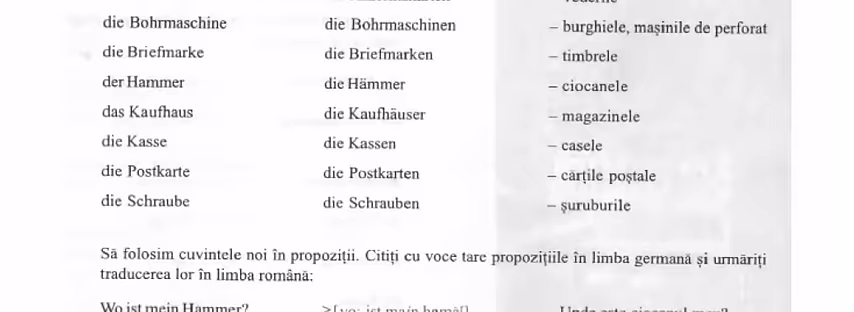 die Bohrmaschine die Bohrmaschinen – burghiele, mașinile de perforat
die Briefmarke die Briefmarken – timbrele
der Hammer die Hämmer – ciocanele
das Kaufhaus die Kaufhäuser – magazinele
die Kasse die Kassen – casele
die Postkarte die Postkarten – cărțile poștale
die Schraube die Schrauben – șuruburile
Să folosim cuvintele noi în propoziții. Citiți cu voce tare propozițiile în limba germană și urmăriți
traducerea lor în limba română:
Wo ist mein Hammer?